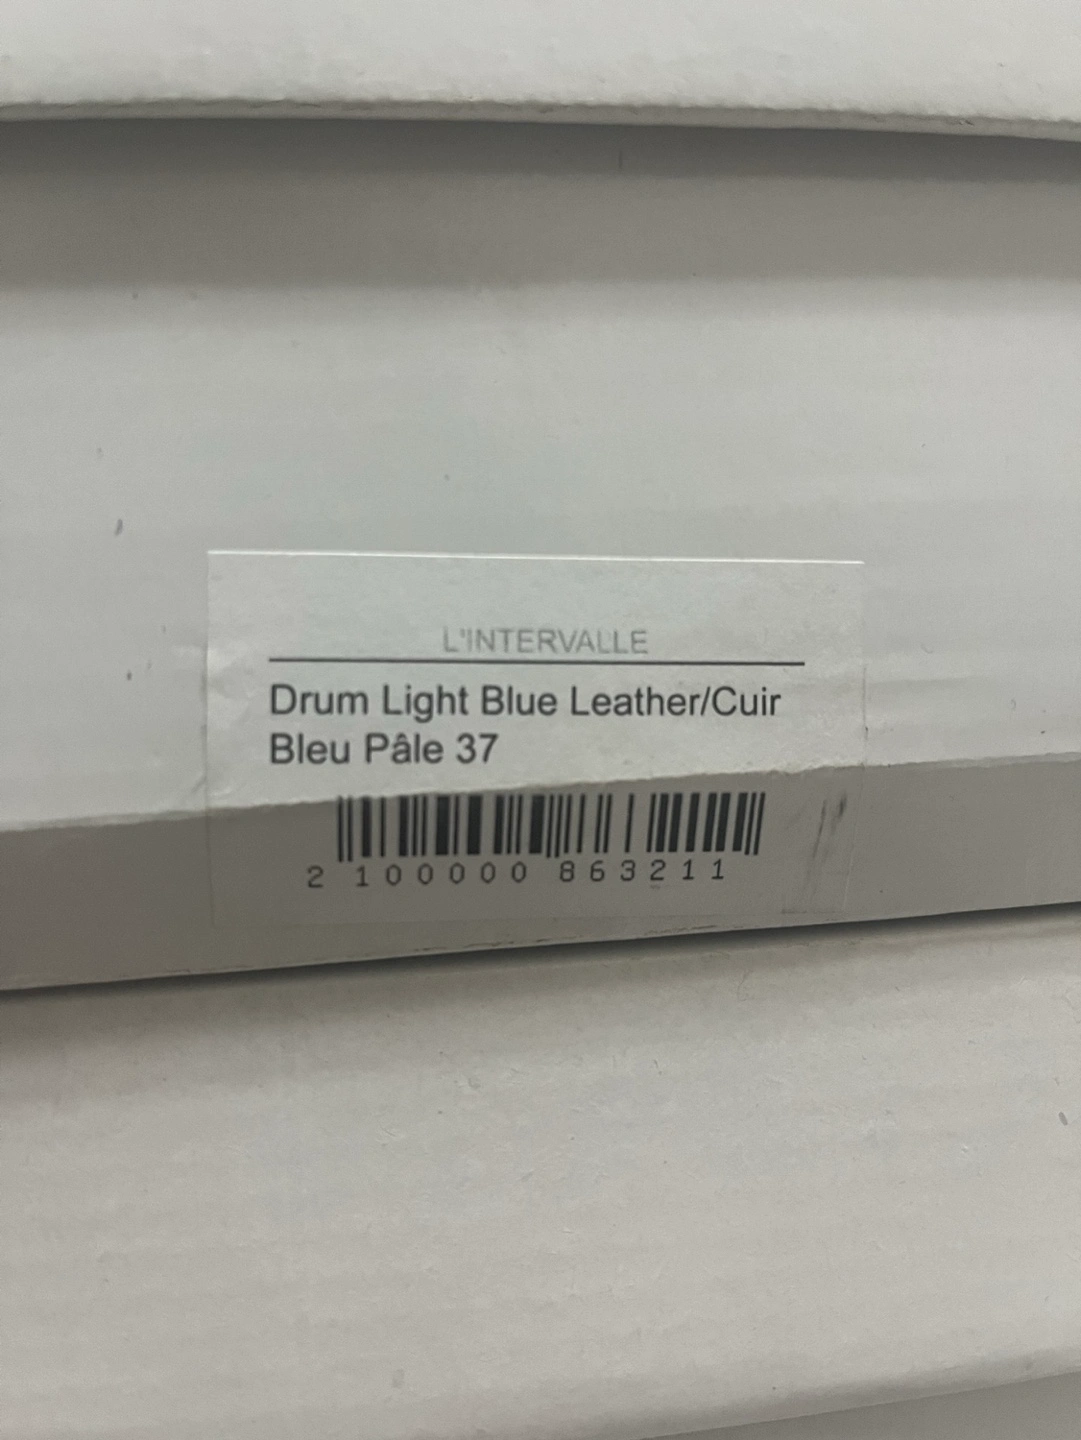 L'INTERVALLE
Drum Light Blue Leather/Cuir
Bleu Pâle 37
2 100000 863211